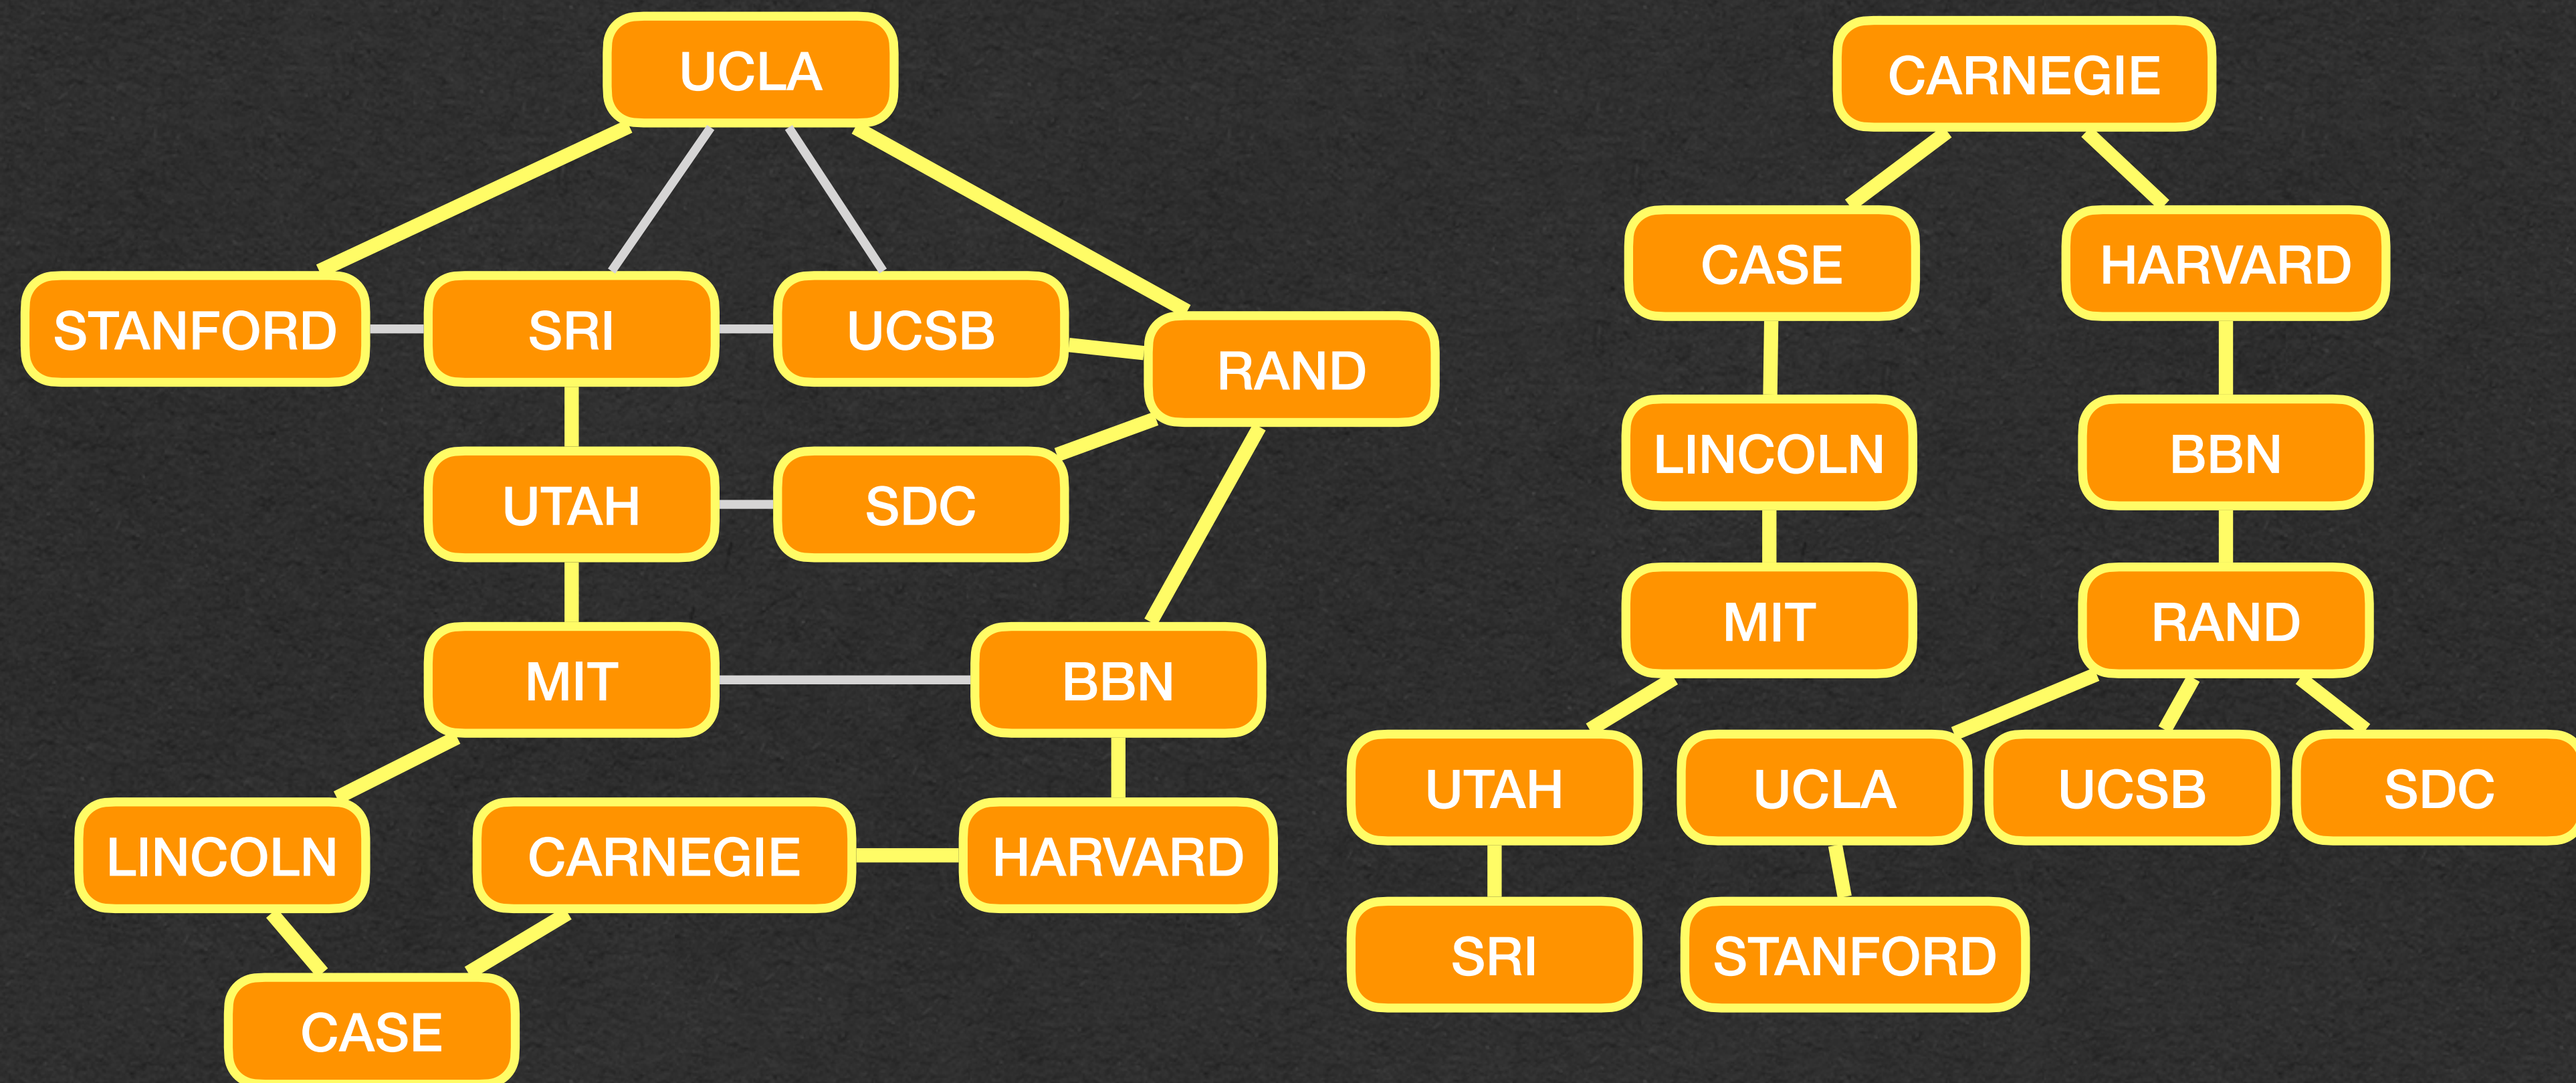 UCLA
STANFORD
SRI
UCSB
RAND
UTAH
SDC
MIT
BBN
LINCOLN
CARNEGIE
HARVARD
CASE
CARNEGIE
CASE
HARVARD
LINCOLN
BBN
MIT
RAND
UTAH
UCLA
UCSB
SDC
SRI
STANFORD